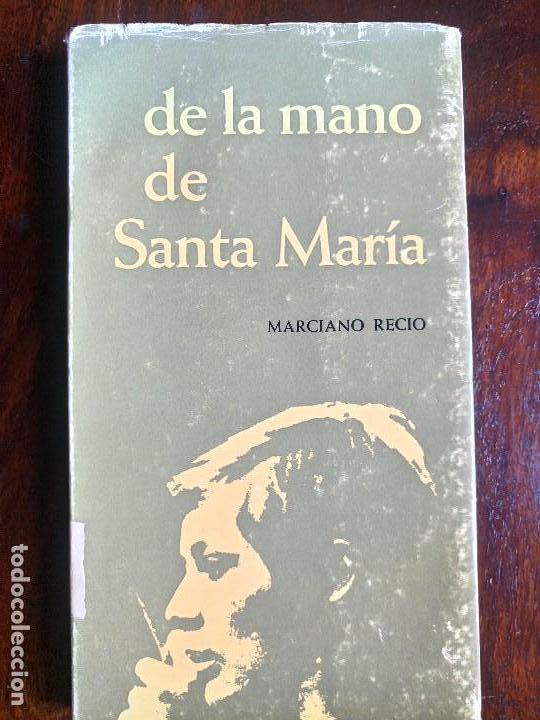 de la mano
de
Santa María
MARCIANO RECIO
todocoleccion